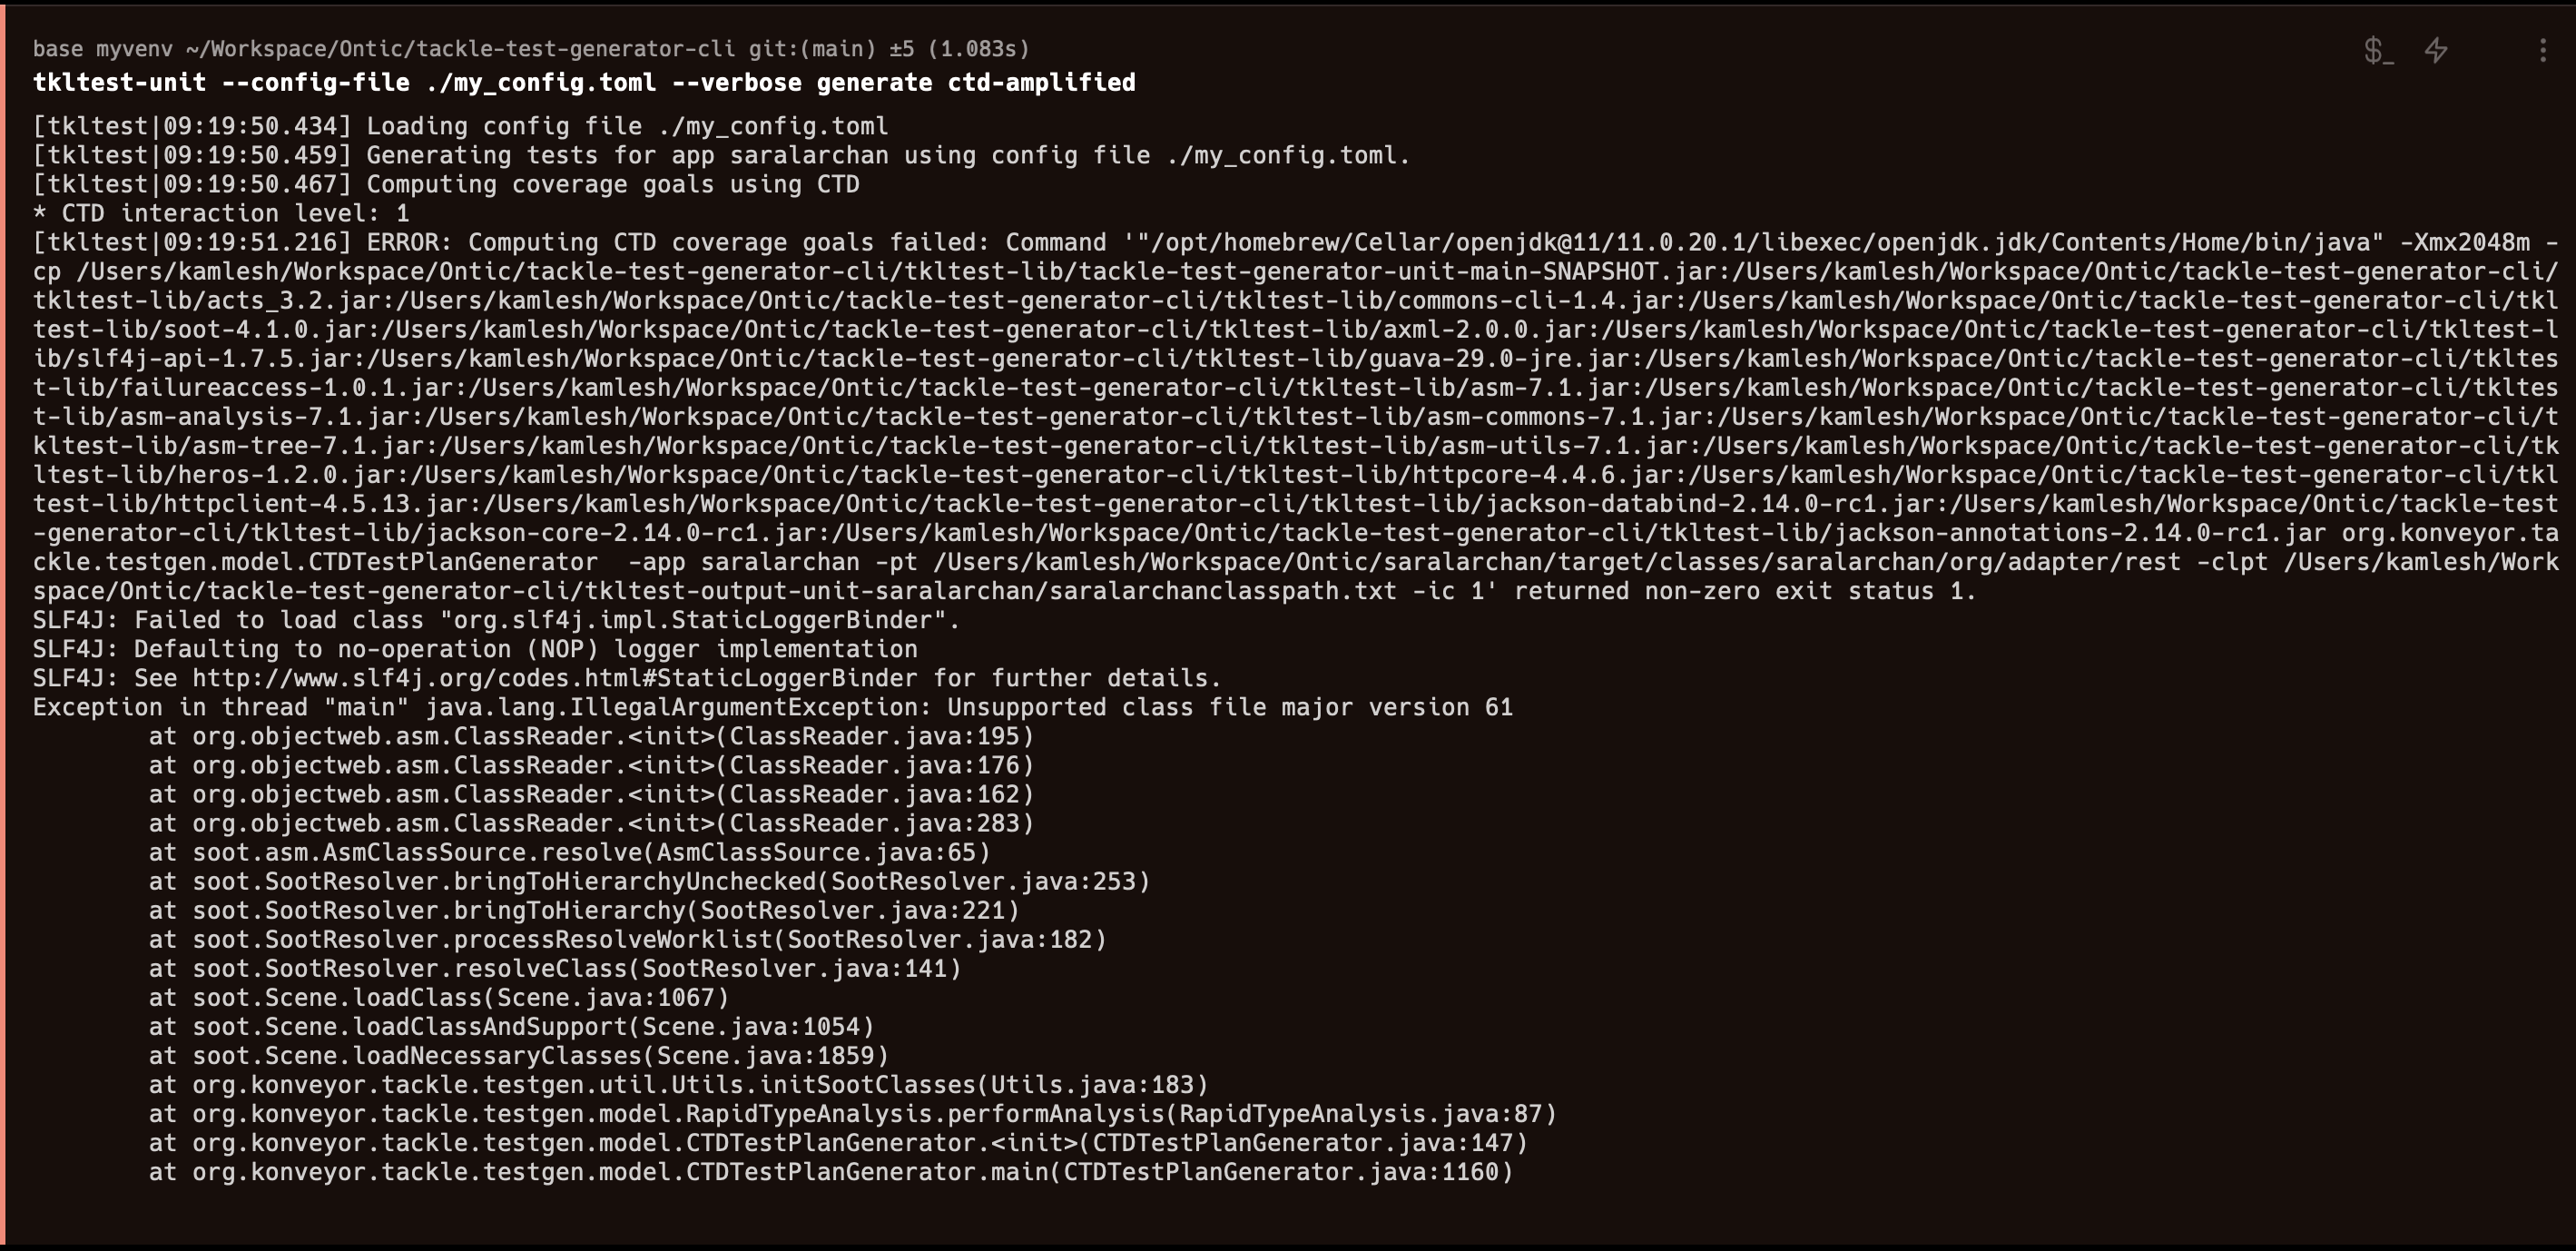 base myvenv ~/Workspace/Ontic/tackle-test-generator-cli git:(main) ±5 (1.083s)
$_
tkltest-unit --config-file ./my_config.toml --verbose generate ctd-amplified
[tkltest|09:19:50.434] Loading config file ./my_config.toml
[tkltest|09:19:50.459] Generating tests for app saralarchan using config file ./my_config.toml.
[tkltest|09:19:50.467] Computing coverage goals using CTD
* CTD interaction level: 1
[tkltest|09:19:51.216] ERROR: Computing CTD coverage goals failed: Command '"/opt/homebrew/Cellar/openjdk@11/11.0.20.1/libexec/openjdk.jdk/Contents/Home/bin/java" -Xmx2048m -
cp /Users/kamlesh/Workspace/Ontic/tackle-test-generator-cli/tkltest-lib/tackle-test-generator-unit-main-SNAPSHOT.jar:/Users/kamlesh/Workspace/Ontic/tackle-test-generator-cli/
tkltest-lib/acts_3.2.jar:/Users/kamlesh/Workspace/Ontic/tackle-test-generator-cli/tkltest-lib/commons-cli-1.4.jar:/Users/kamlesh/Workspace/Ontic/tackle-test-generator-cli/tkl
test-lib/soot-4.1.0.jar:/Users/kamlesh/Workspace/Ontic/tackle-test-generator-cli/tkltest-lib/axml-2.0.0.jar:/Users/kamlesh/Workspace/Ontic/tackle-test-generator-cli/tkltest-l
ib/slf4j-api-1.7.5.jar:/Users/kamlesh/Workspace/Ontic/tackle-test-generator-cli/tkltest-lib/guava-29.0-jre.jar:/Users/kamlesh/Workspace/Ontic/tackle-test-generator-cli/tkltes
t-lib/failureaccess-1.0.1.jar:/Users/kamlesh/Workspace/Ontic/tackle-test-generator-cli/tkltest-lib/asm-7.1.jar:/Users/kamlesh/Workspace/Ontic/tackle-test-generator-cli/tkltes
t-lib/asm-analysis-7.1.jar:/Users/kamlesh/Workspace/Ontic/tackle-test-generator-cli/tkltest-lib/asm-commons-7.1.jar:/Users/kamlesh/Workspace/Ontic/tackle-test-generator-cli/t
kltest-lib/asm-tree-7.1.jar:/Users/kamlesh/Workspace/Ontic/tackle-test-generator-cli/tkltest-lib/asm-utils-7.1.jar:/Users/kamlesh/Workspace/Ontic/tackle-test-generator-cli/tk
ltest-lib/heros-1.2.0.jar:/Users/kamlesh/Workspace/Ontic/tackle-test-generator-cli/tkltest-lib/httpcore-4.4.6.jar:/Users/kamlesh/Workspace/Ontic/tackle-test-generator-cli/tkl
test-lib/httpclient-4.5.13.jar:/Users/kamlesh/Workspace/Ontic/tackle-test-generator-cli/tkltest-lib/jackson-databind-2.14.0-rc1.jar:/Users/kamlesh/Workspace/Ontic/tackle-test
-generator-cli/tkltest-lib/jackson-core-2.14.0-rc1.jar:/Users/kamlesh/Workspace/Ontic/tackle-test-generator-cli/tkltest-lib/jackson-annotations-2.14.0-rc1.jar org.konveyor.ta
ckle.testgen.model.CTDTestPlanGenerator  -app saralarchan -pt /Users/kamlesh/Workspace/Ontic/saralarchan/target/classes/saralarchan/org/adapter/rest -clpt /Users/kamlesh/Work
space/Ontic/tackle-test-generator-cli/tkltest-output-unit-saralarchan/saralarchanclasspath.txt -ic 1' returned non-zero exit status 1.
SLF4J: Failed to load class "org.slf4j.impl.StaticLoggerBinder".
SLF4J: Defaulting to no-operation (NOP) logger implementation
SLF4J: See http://www.slf4j.org/codes.html#StaticLoggerBinder for further details.
Exception in thread "main" java.lang.IllegalArgumentException: Unsupported class file major version 61
at org.objectweb.asm.ClassReader.<init>(ClassReader.java:195)
at org.objectweb.asm.ClassReader.<init>(ClassReader.java:176)
at org.objectweb.asm.ClassReader.<init>(ClassReader.java:162)
at org.objectweb.asm.ClassReader.<init>(ClassReader.java:283)
at soot.asm.AsmClassSource.resolve(AsmClassSource.java:65)
at soot.SootResolver.bringToHierarchyUnchecked(SootResolver.java:253)
at soot.SootResolver.bringToHierarchy(SootResolver.java:221)
at soot.SootResolver.processResolveWorklist(SootResolver.java:182)
at soot.SootResolver.resolveClass(SootResolver.java:141)
at soot.Scene.loadClass(Scene.java:1067)
at soot.Scene.loadClassAndSupport(Scene.java:1054)
at soot.Scene.loadNecessaryClasses(Scene.java:1859)
at org.konveyor.tackle.testgen.util.Utils.initSootClasses(Utils.java:183)
at org.konveyor.tackle.testgen.model.RapidTypeAnalysis.performAnalysis(RapidTypeAnalysis.java:87)
at org.konveyor.tackle.testgen.model.CTDTestPlanGenerator.<init>(CTDTestPlanGenerator.java:147)
at org.konveyor.tackle.testgen.model.CTDTestPlanGenerator.main(CTDTestPlanGenerator.java:1160)